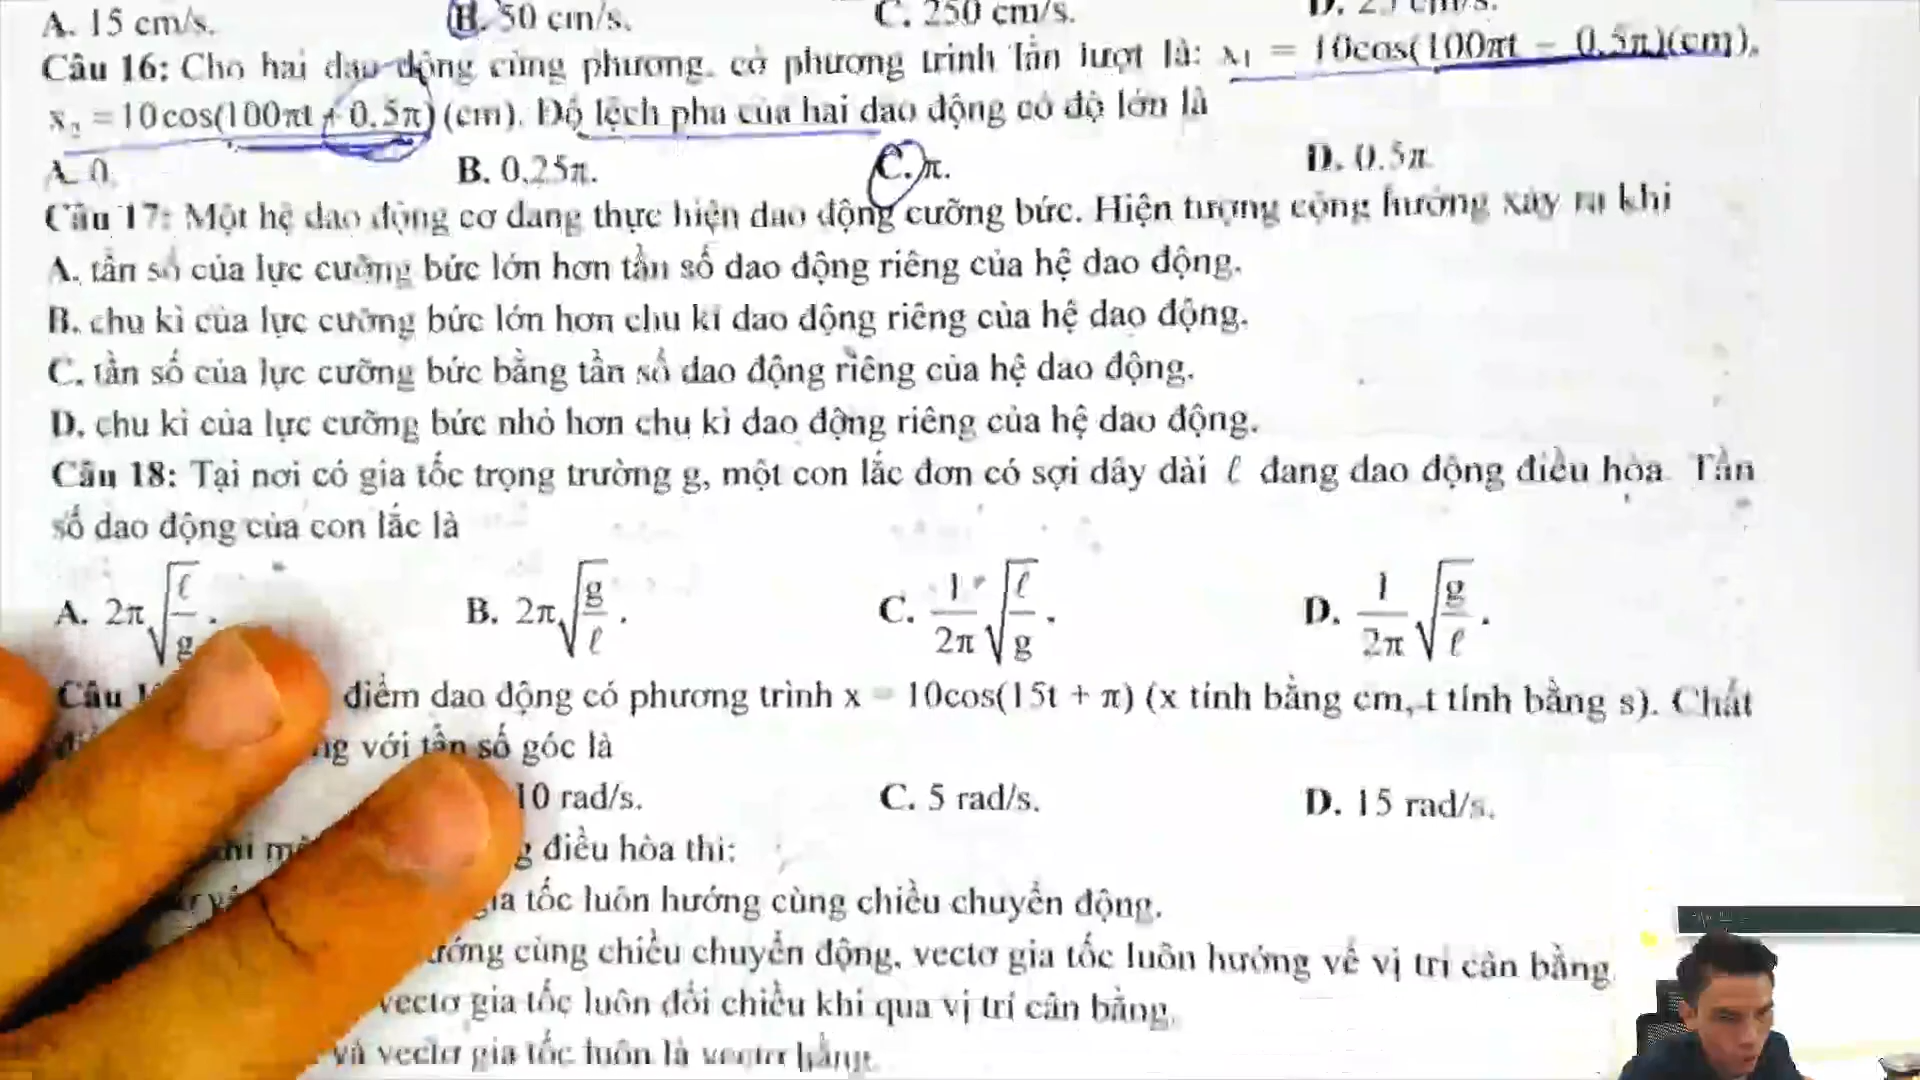 A. 15 cm/s. B. 50 cm/s. C. 250 cm/s. D. 25 cm/s.
Câu 16: Cho hai dao động cùng phương, có phương trình lần lượt là: x₁ = 10cos(100πt − 0,5π)(cm),
x₂ = 10cos(100πt + 0,5π)(cm). Độ lệch pha của hai dao động có độ lớn là
A. 0. B. 0,25π. C. π. D. 0,5π.
Câu 17: Một hệ dao động cơ đang thực hiện dao động cưỡng bức. Hiện tượng cộng hưởng xảy ra khi
A. tần số của lực cưỡng bức lớn hơn tần số dao động riêng của hệ dao động.
B. chu kì của lực cưỡng bức lớn hơn chu kì dao động riêng của hệ dao động.
C. tần số của lực cưỡng bức bằng tần số dao động riêng của hệ dao động.
D. chu kì của lực cưỡng bức nhỏ hơn chu kì dao động riêng của hệ dao động.
Câu 18: Tại nơi có gia tốc trọng trường g, một con lắc đơn có sợi dây dài ℓ đang dao động điều hòa. Tần
số dao động của con lắc là
A. 2π√(ℓ/g). B. 2π√(g/ℓ). C. 1/2π √(ℓ/g). D. 1/2π √(g/ℓ).
Câu điểm dao động có phương trình x = 10cos(15t + π) (x tính bằng cm, t tính bằng s). Chất
với tần số góc là
10 rad/s. C. 5 rad/s. D. 15 rad/s.
điều hòa thi:
gia tốc luôn hướng cùng chiều chuyển động.
cùng chiều chuyển động, vectơ gia tốc luôn hướng về vị trí cân bằng
vectơ gia tốc luôn đổi chiều khi qua vị trí cân bằng.
và vectơ gia tốc luôn là vectơ hằng.